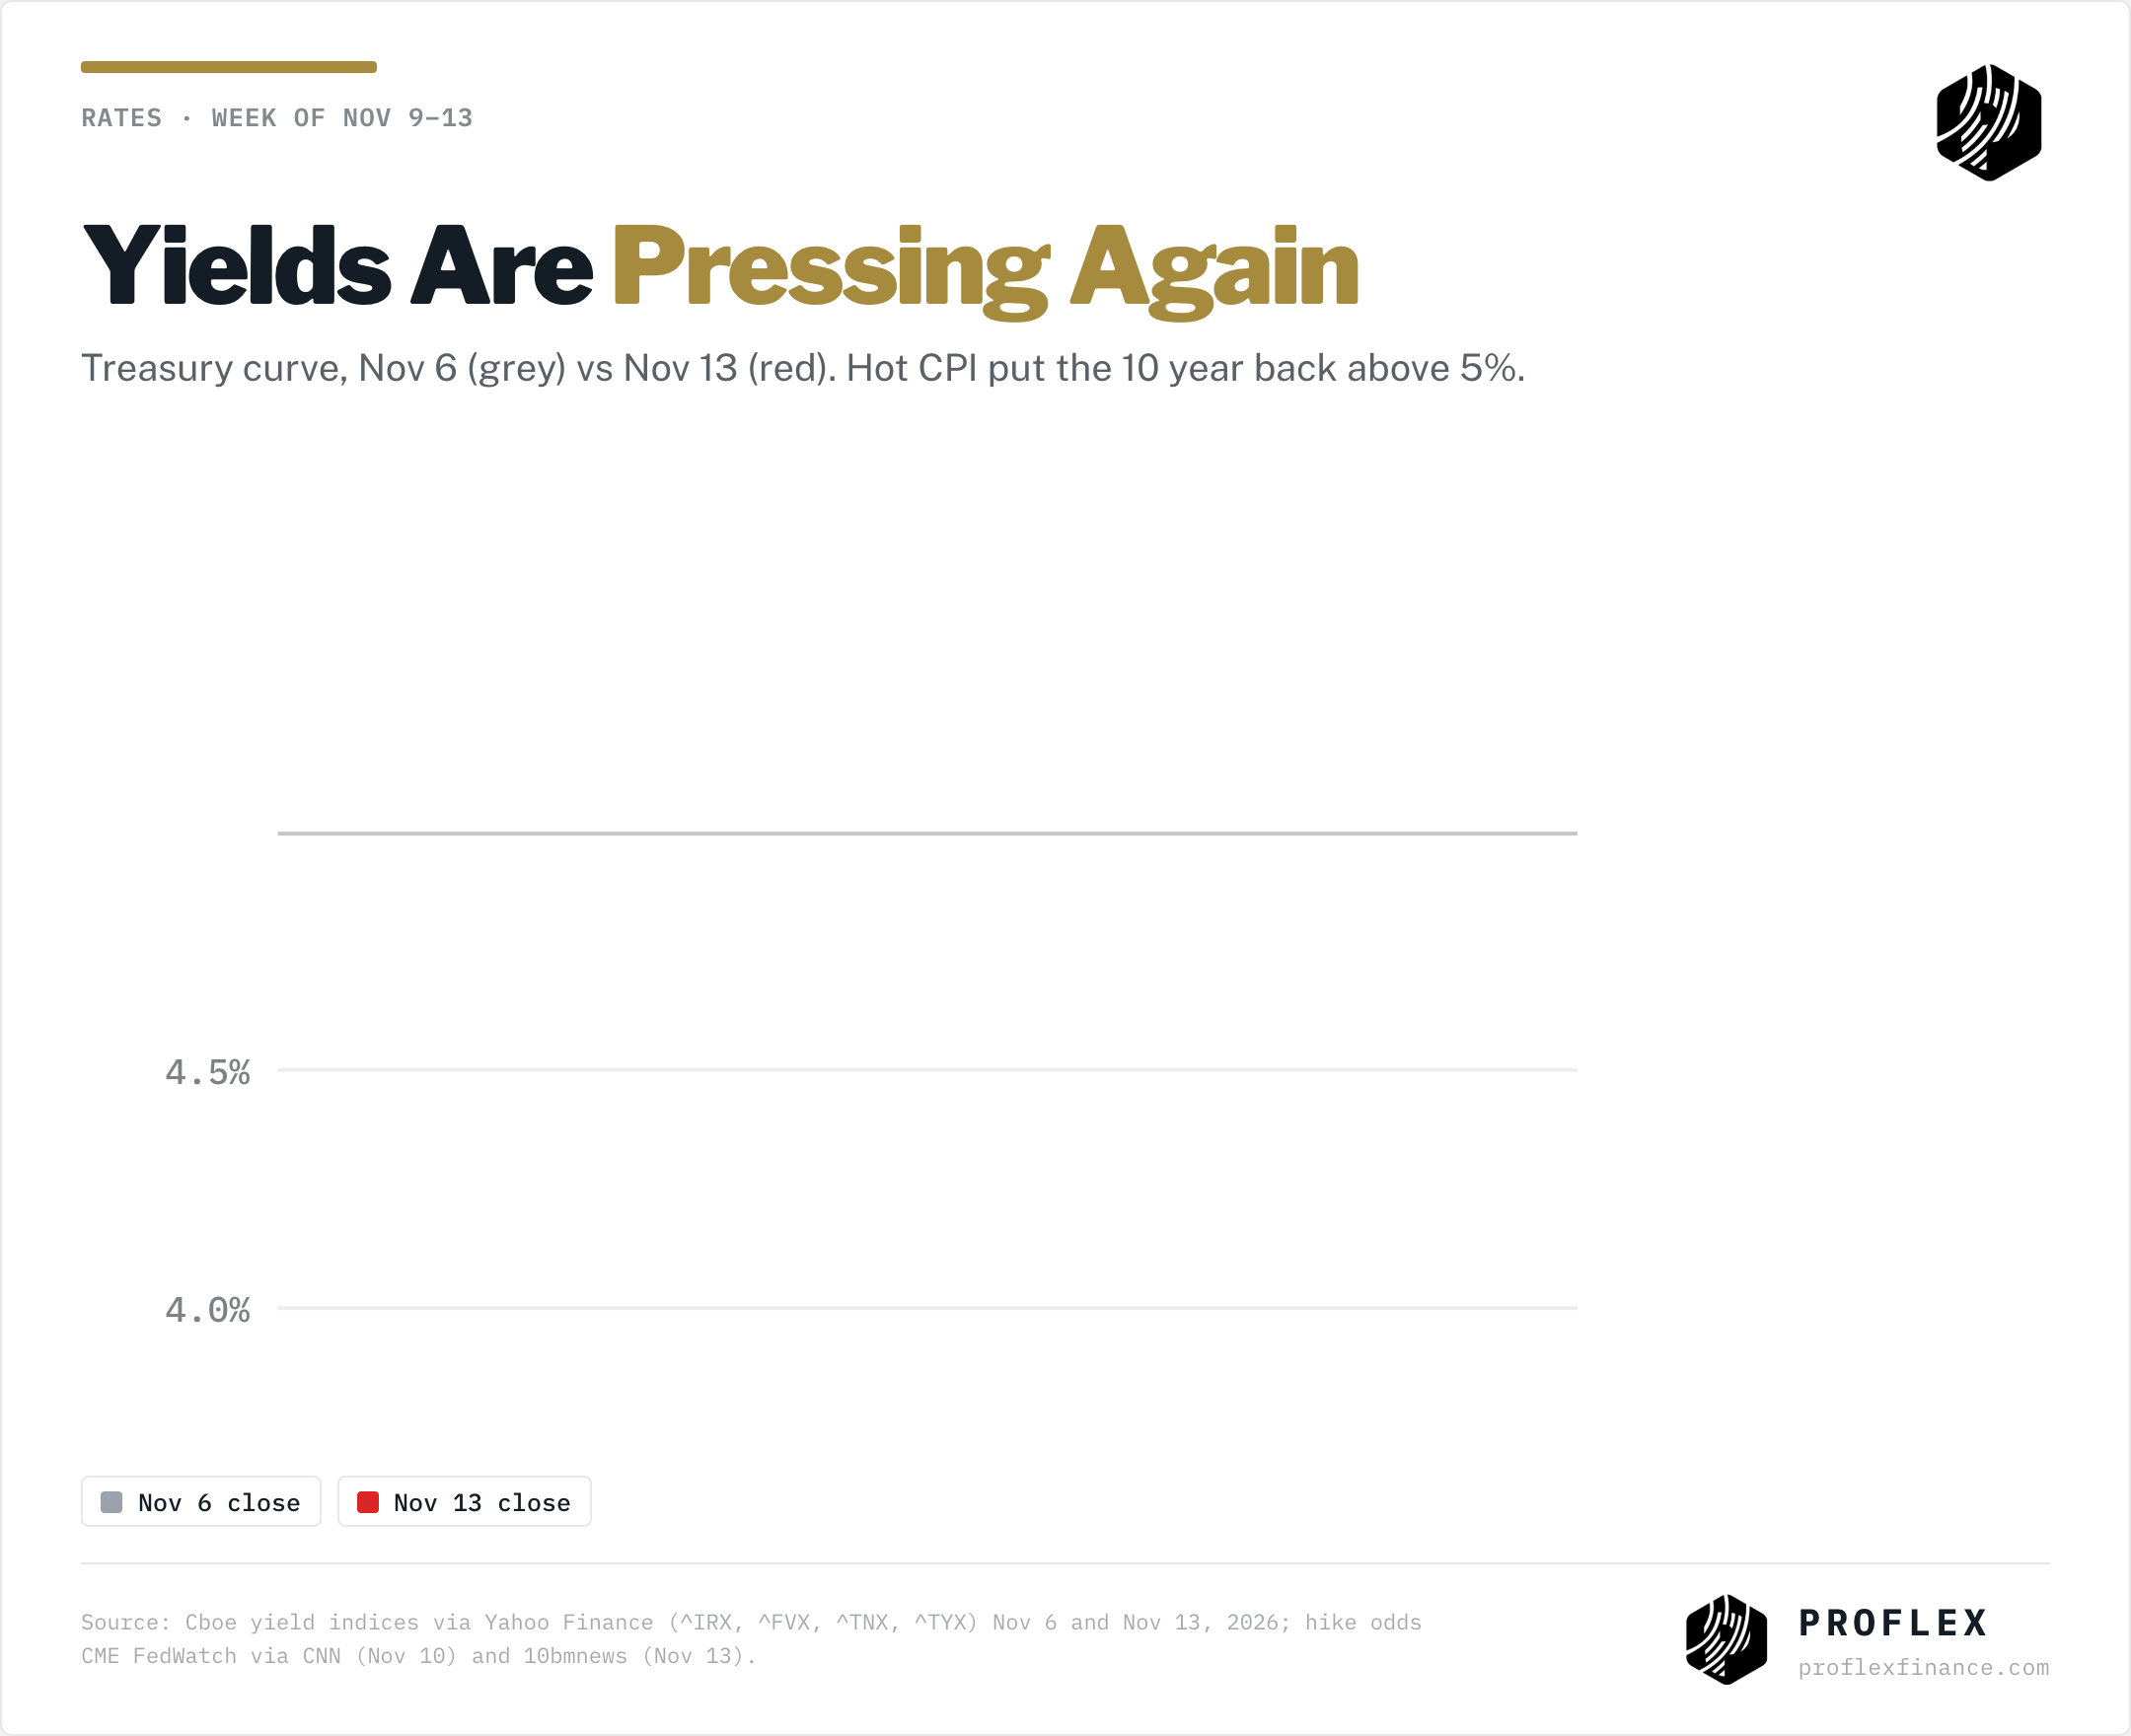 RATES · WEEK OF NOV 9–13
Yields Are Pressing Again
Treasury curve, Nov 6 (grey) vs Nov 13 (red). Hot CPI put the 10 year back above 5%.
4.5%
4.0%
Nov 6 close
Nov 13 close
Source: Cboe yield indices via Yahoo Finance (^IRX, ^FVX, ^TNX, ^TYX) Nov 6 and Nov 13, 2026; hike odds
CME FedWatch via CNN (Nov 10) and 10bmnews (Nov 13).
PROFLEX
proflexfinance.com